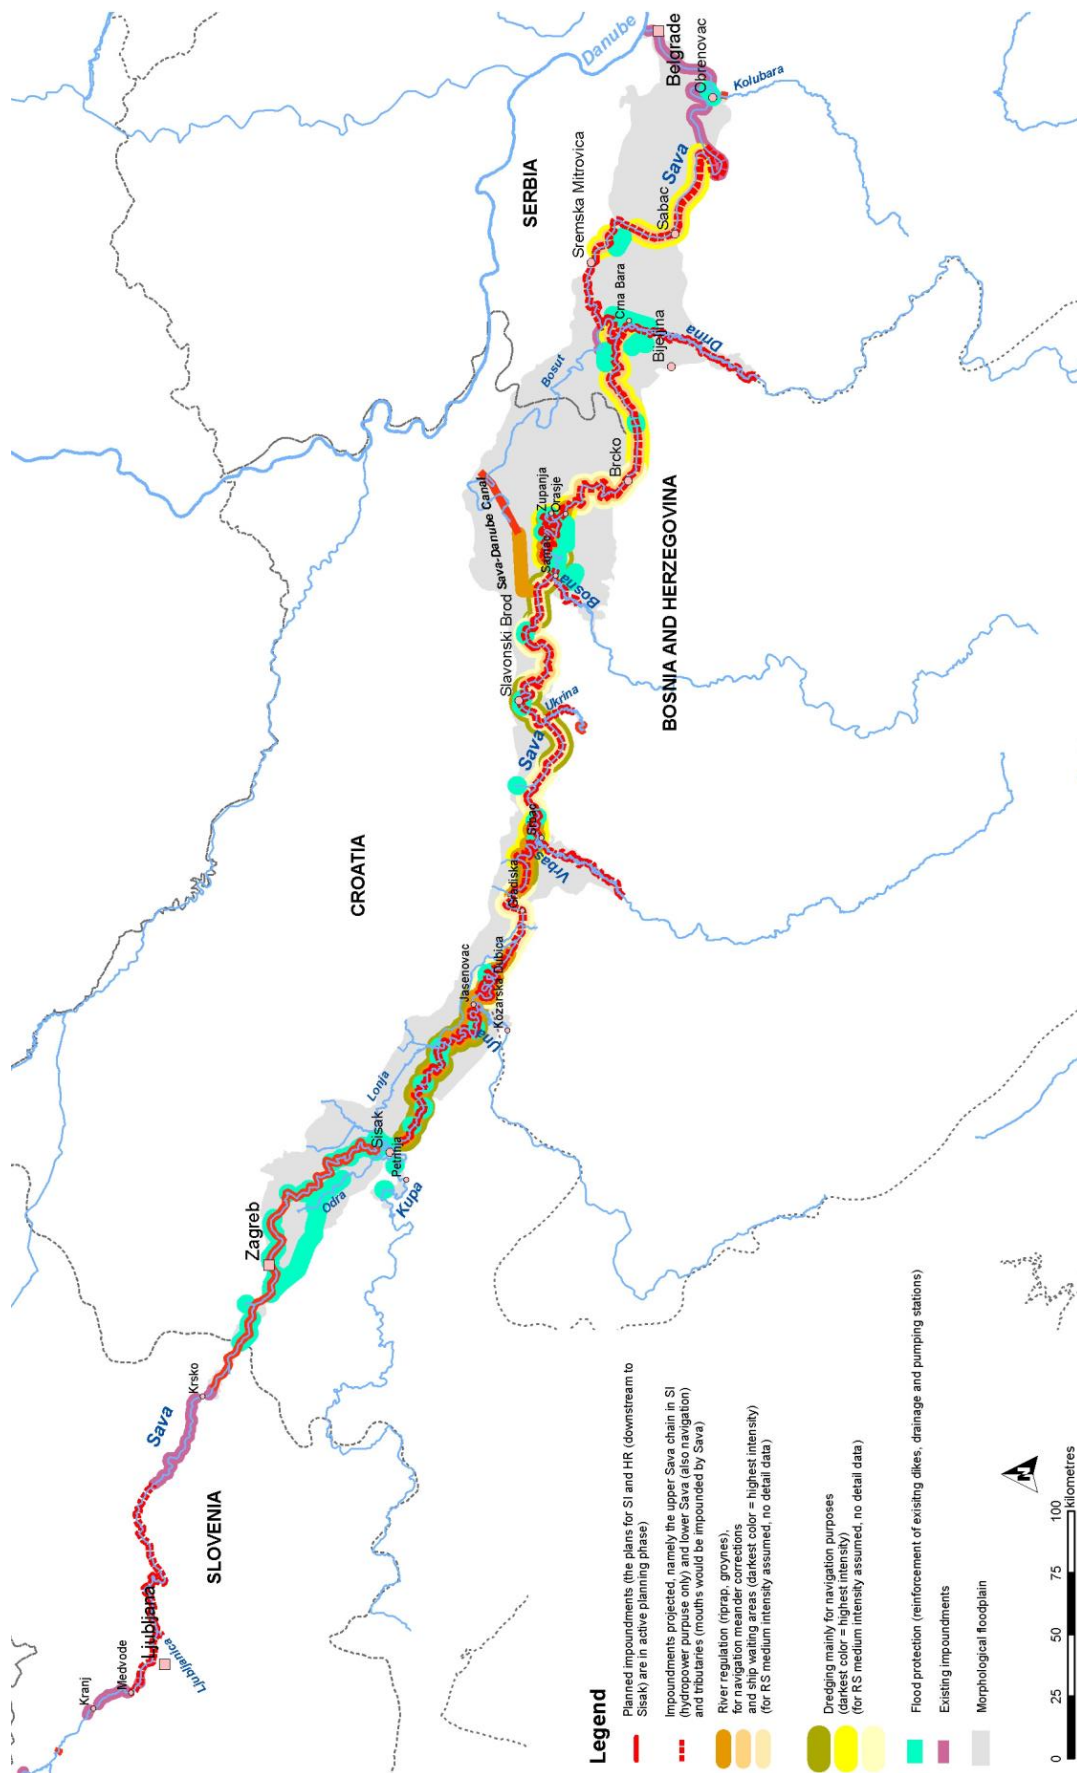 Danube
Belgrade
Obrenovac
Kolubara
SERBIA
Sremska Mitrovica
Sava
Sabac
Crna Bara
Bijeljina
Drina
Bosut
Brcko
Zupanja
Orasje
Samac
Sava-Danube Canal
Bosna
Slavonski Brod
BOSNIA AND HERZEGOVINA
Ukrina
Sava
Srbac
Vrbas
Gradiska
CROATIA
Jasenovac
Kozarska Dubica
Una
Lonja
Sisak
Petrinja
Kupa
Odra
Zagreb
Krsko
Sava
SLOVENIA
Ljubljana
Ljubljanica
Medvode
Kranj
Legend
Planned impoundments (the plans for SI and HR (downstream to
Sisak) are in active planning phase)
Impoundments projected, namely the upper Sava chain in SI
(hydropower purpuse only) and lower Sava (also navigation)
and tributaries (mouths would be impounded by Sava)
River regulation (riprap, groynes),
for navigation meander corrections
and ship waiting areas (darkest color = highest intensity)
(for RS medium intensity assumed, no detail data)
Dredging mainly for navigation purposes
(darkest color = highest intensity)
(for RS medium intensity assumed, no detail data)
Flood protection (reinforcement of exisitng dikes, drainage and pumping stations)
Existing impoundments
Morphological floodplain
N
0 25 50 75 100
kilometres